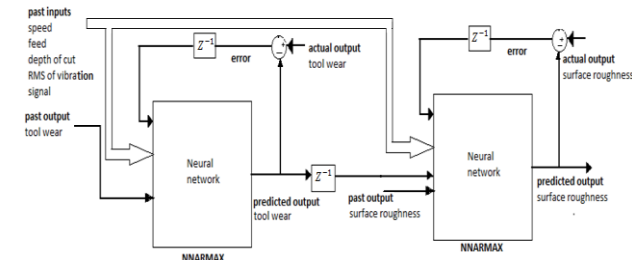 past inputs
speed
feed
depth of cut
RMS of vibration
signal
past output
tool wear
Z⁻¹
error
actual output
tool wear
Neural
network
NNARMAX
predicted output
tool wear
Z⁻¹
past output
surface roughness
Z⁻¹
error
actual output
surface roughness
Neural
network
NNARMAX
predicted output
surface roughness